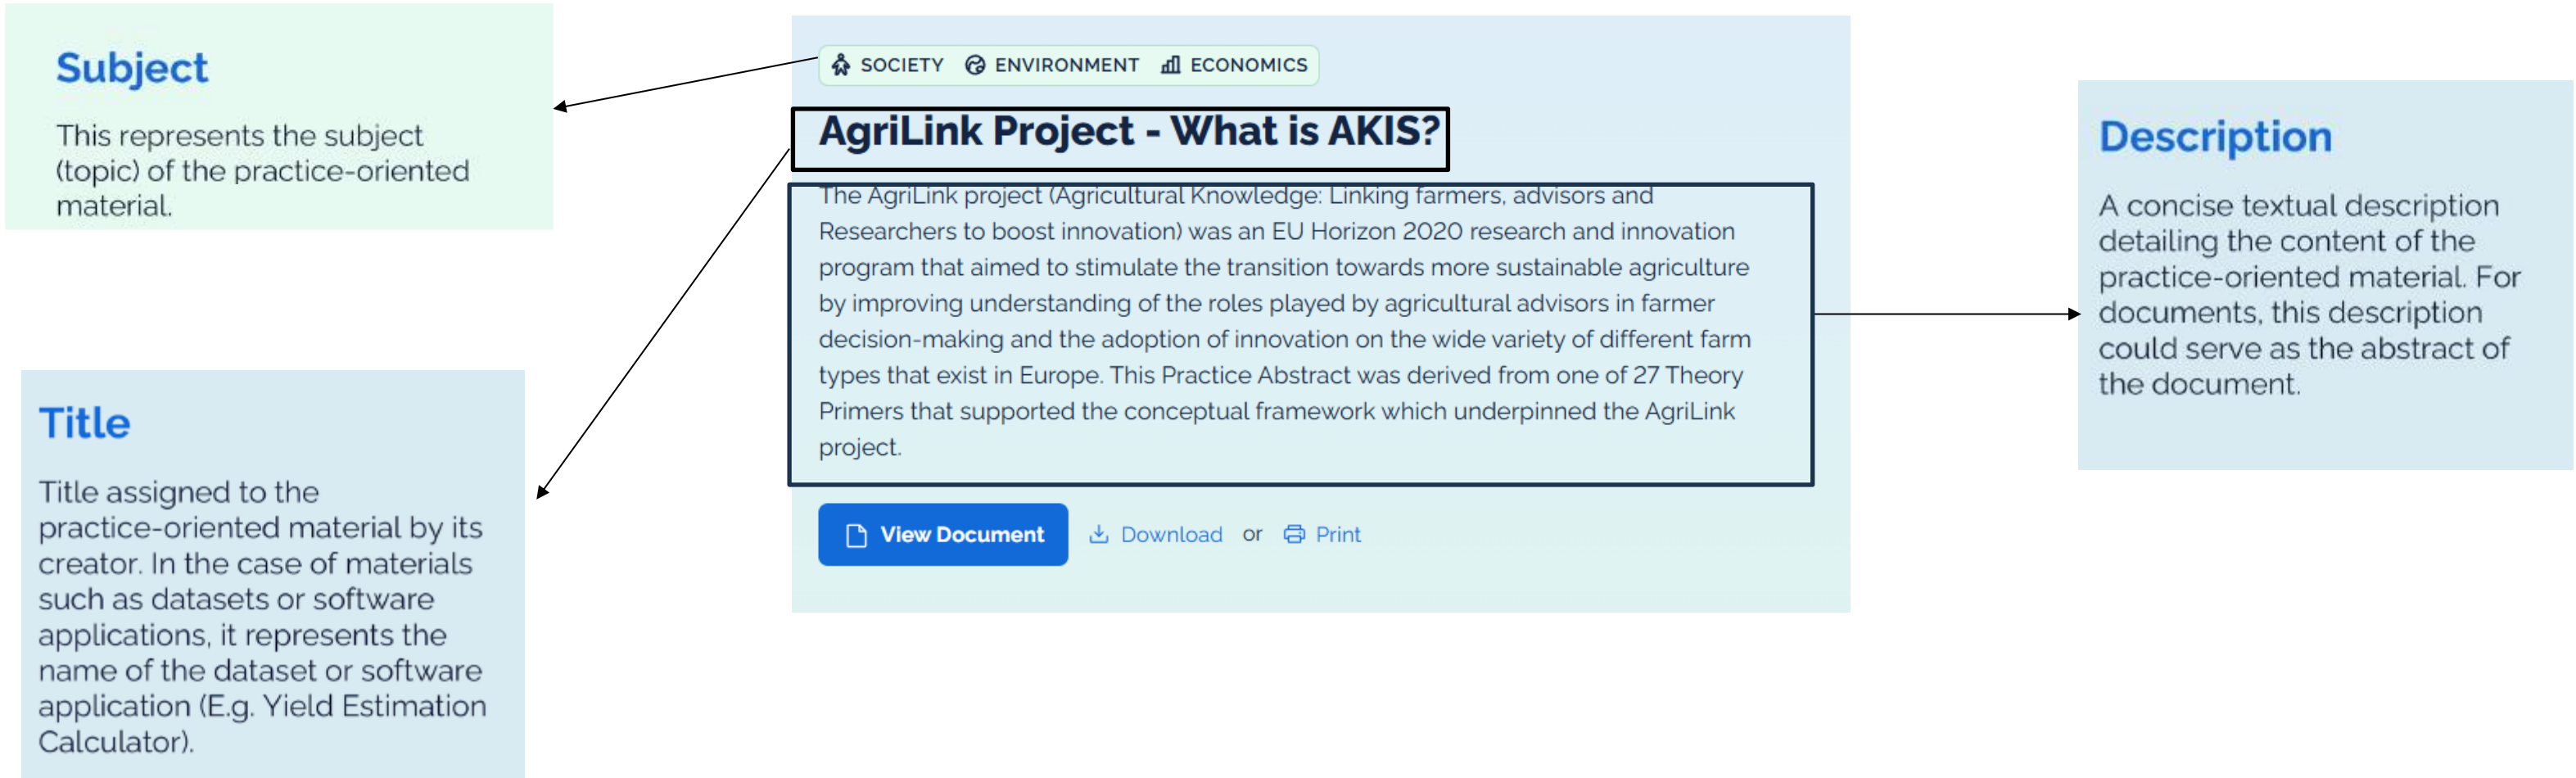 Subject
This represents the subject
(topic) of the practice-oriented
material.
Title
Title assigned to the
practice-oriented material by its
creator. In the case of materials
such as datasets or software
applications, it represents the
name of the dataset or software
application (E.g. Yield Estimation
Calculator).
SOCIETY ENVIRONMENT ECONOMICS
AgriLink Project - What is AKIS?
The AgriLink project (Agricultural Knowledge: Linking farmers, advisors and
Researchers to boost innovation) was an EU Horizon 2020 research and innovation
program that aimed to stimulate the transition towards more sustainable agriculture
by improving understanding of the roles played by agricultural advisors in farmer
decision-making and the adoption of innovation on the wide variety of different farm
types that exist in Europe. This Practice Abstract was derived from one of 27 Theory
Primers that supported the conceptual framework which underpinned the AgriLink
project.
View Document Download or Print
Description
A concise textual description
detailing the content of the
practice-oriented material. For
documents, this description
could serve as the abstract of
the document.